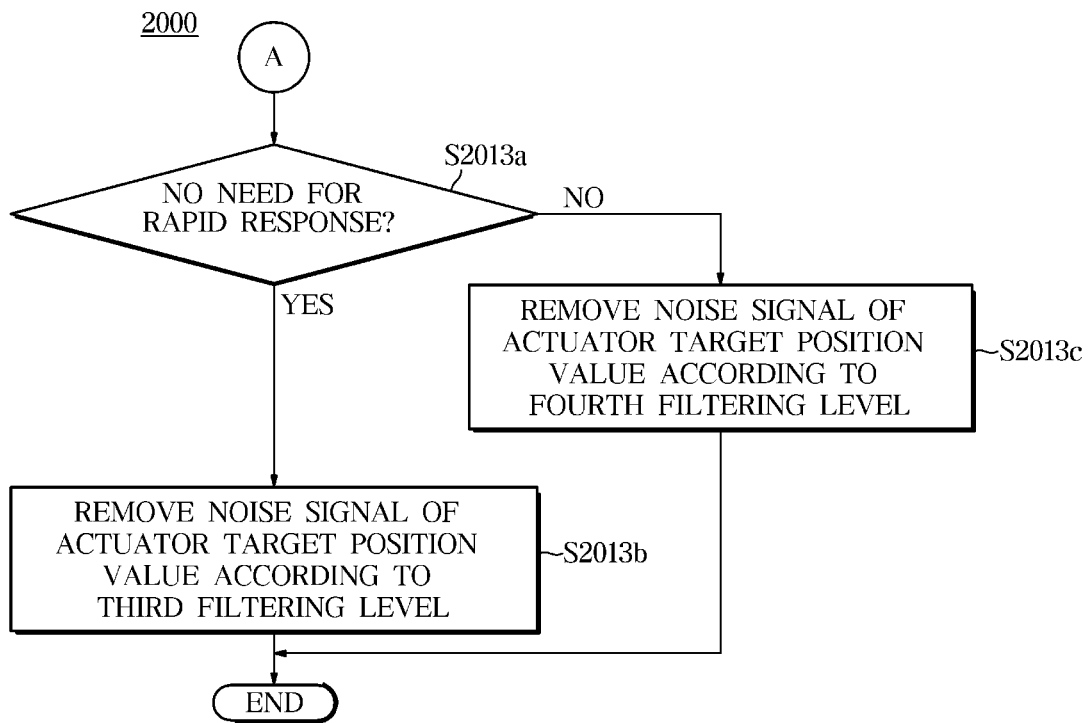 2000
A
S2013a
NO NEED FOR
RAPID RESPONSE?
NO
YES
REMOVE NOISE SIGNAL OF
ACTUATOR TARGET POSITION
VALUE ACCORDING TO
FOURTH FILTERING LEVEL
S2013c
REMOVE NOISE SIGNAL OF
ACTUATOR TARGET POSITION
VALUE ACCORDING TO
THIRD FILTERING LEVEL
S2013b
END